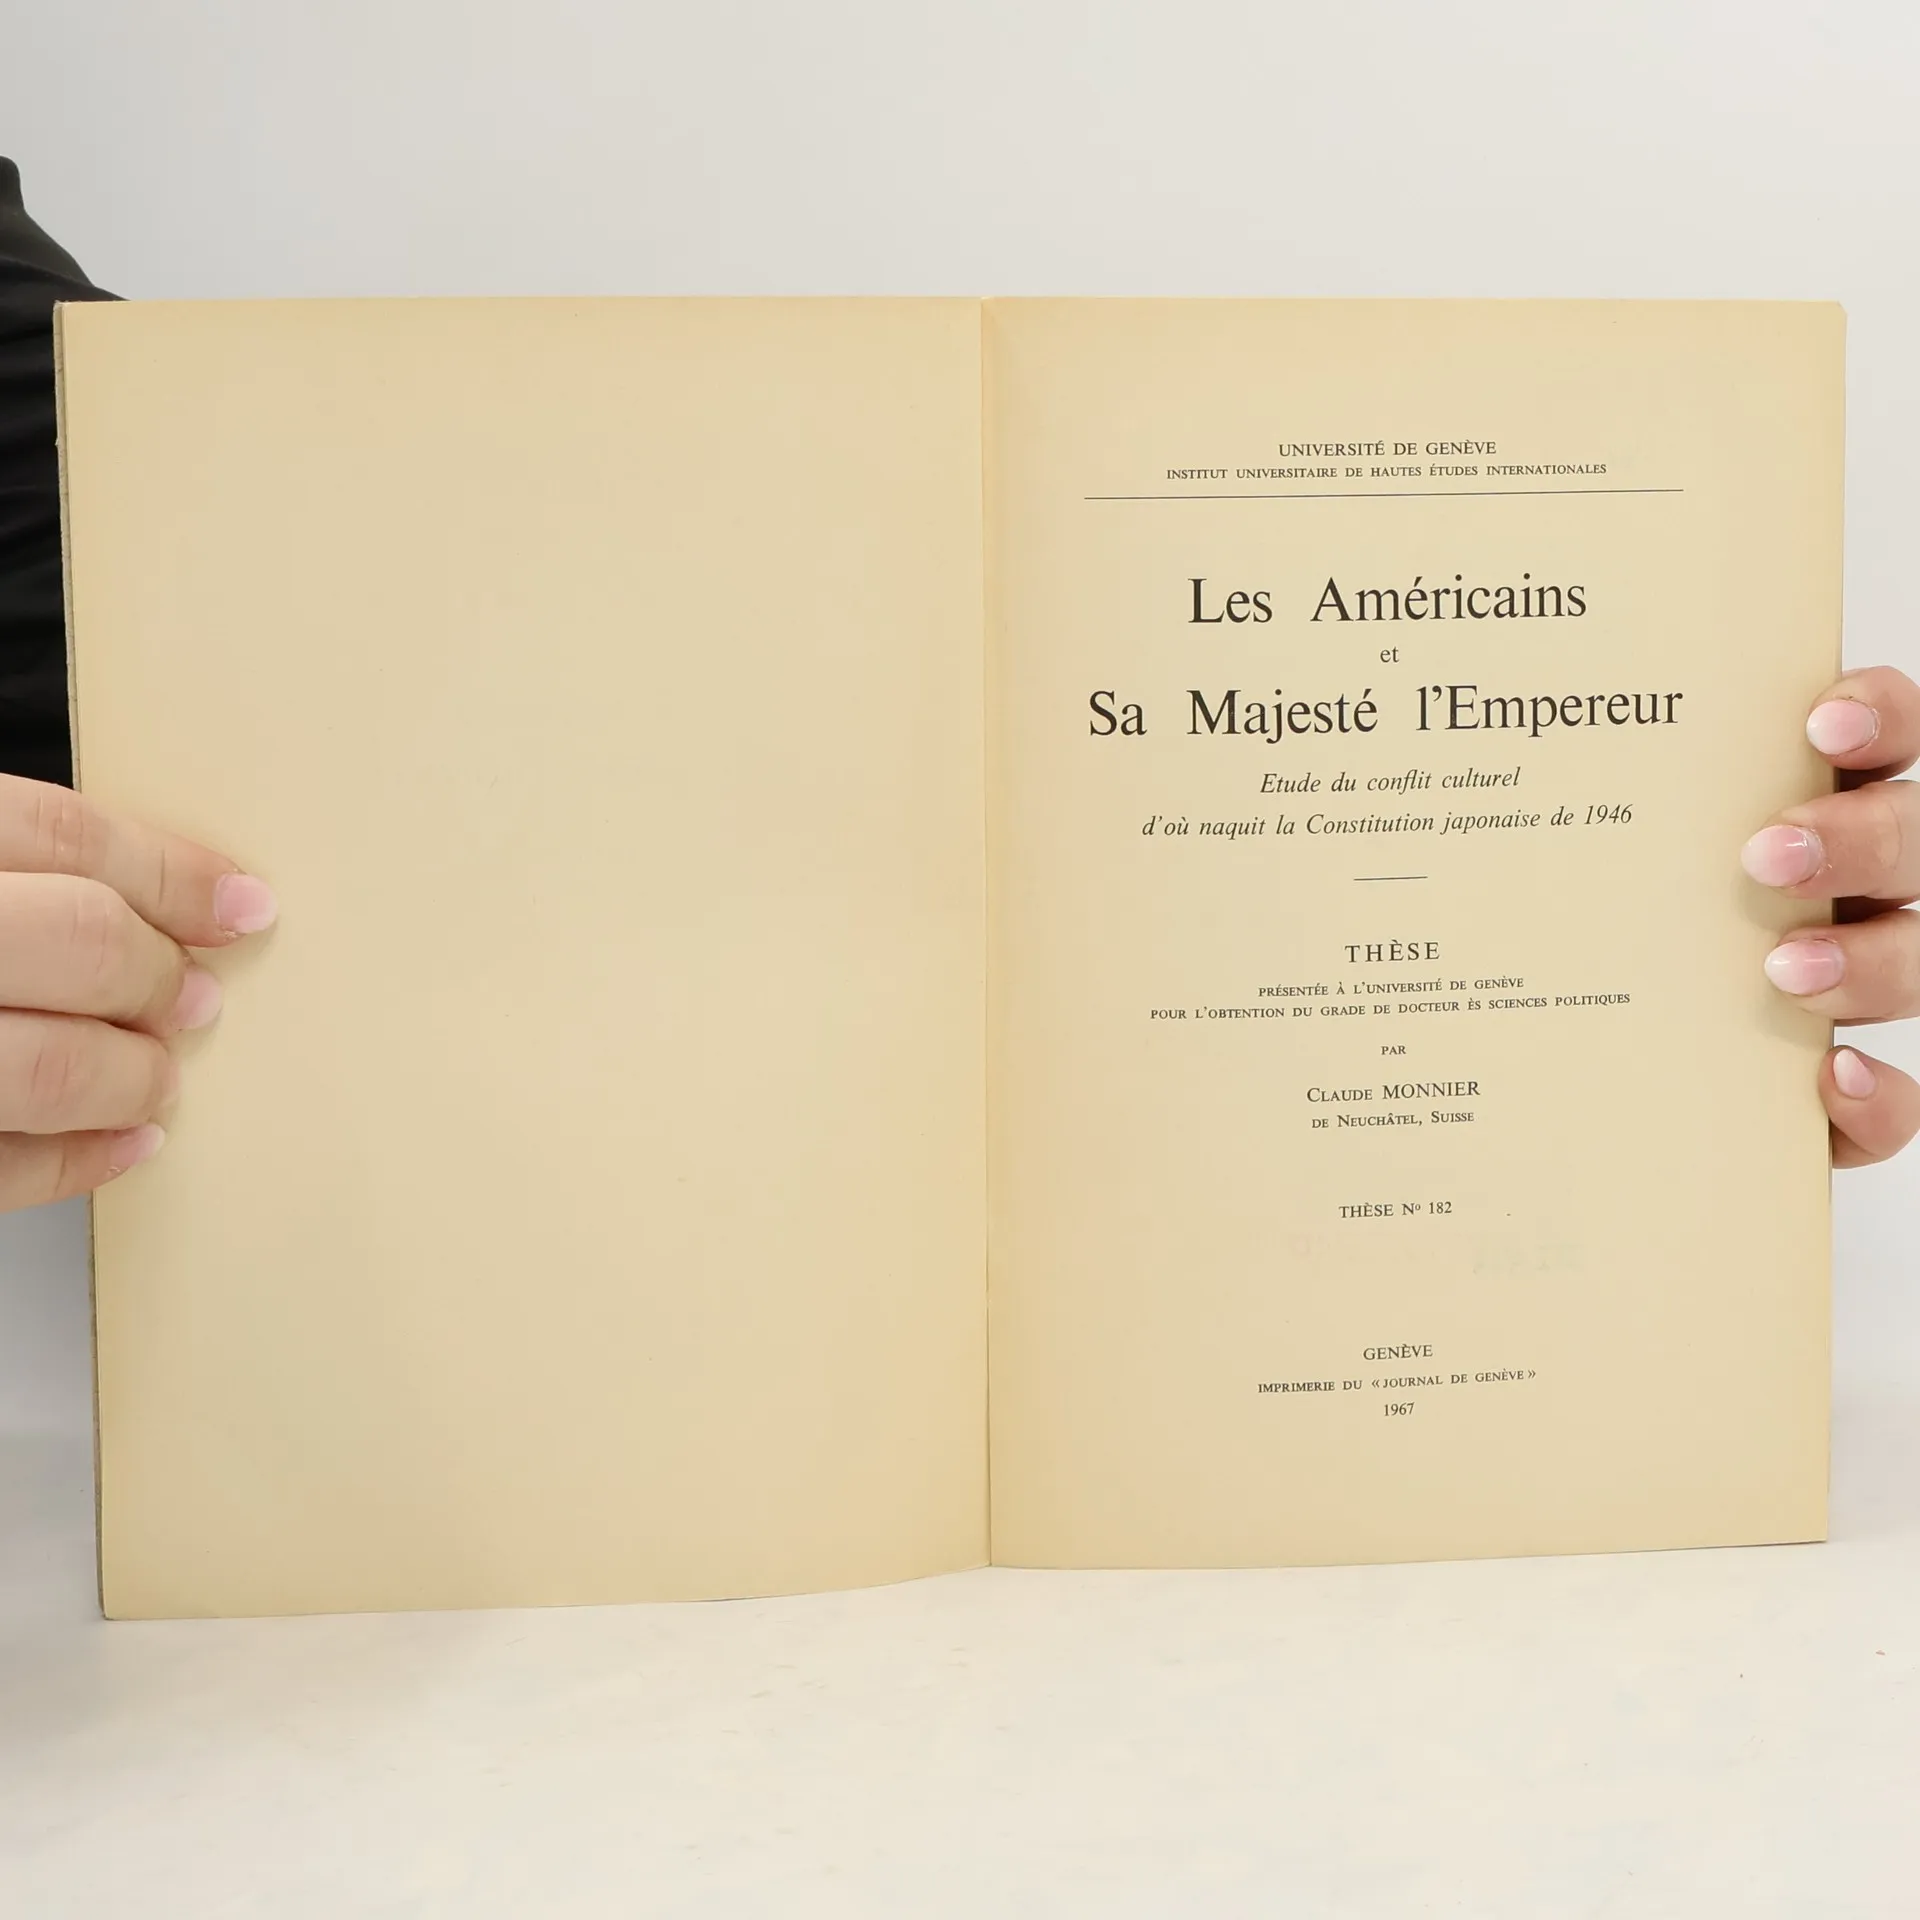 UNIVERSITÉ DE GENÈVE
INSTITUT UNIVERSITAIRE DE HAUTES ÉTUDES INTERNATIONALES
Les Américains
et
Sa Majesté l'Empereur
Etude du conflit culturel
d'où naquit la Constitution japonaise de 1946
THÈSE
PRÉSENTÉE À L'UNIVERSITÉ DE GENÈVE
POUR L'OBTENTION DU GRADE DE DOCTEUR ÈS SCIENCES POLITIQUES
PAR
CLAUDE MONNIER
DE NEUCHÂTEL, SUISSE
THÈSE Nº 182
GENÈVE
IMPRIMERIE DU « JOURNAL DE GENÈVE »
1967